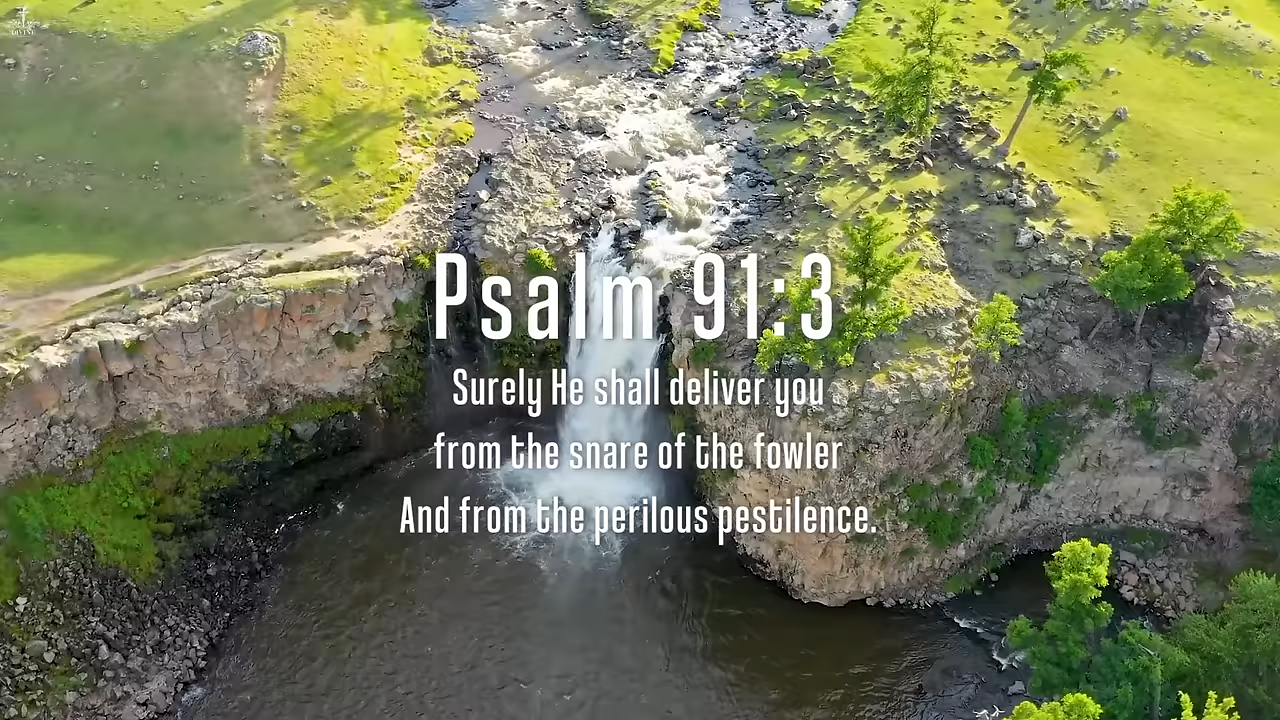 DIVINE
Psalm 91:3
Surely He shall deliver you
from the snare of the fowler
And from the perilous pestilence.